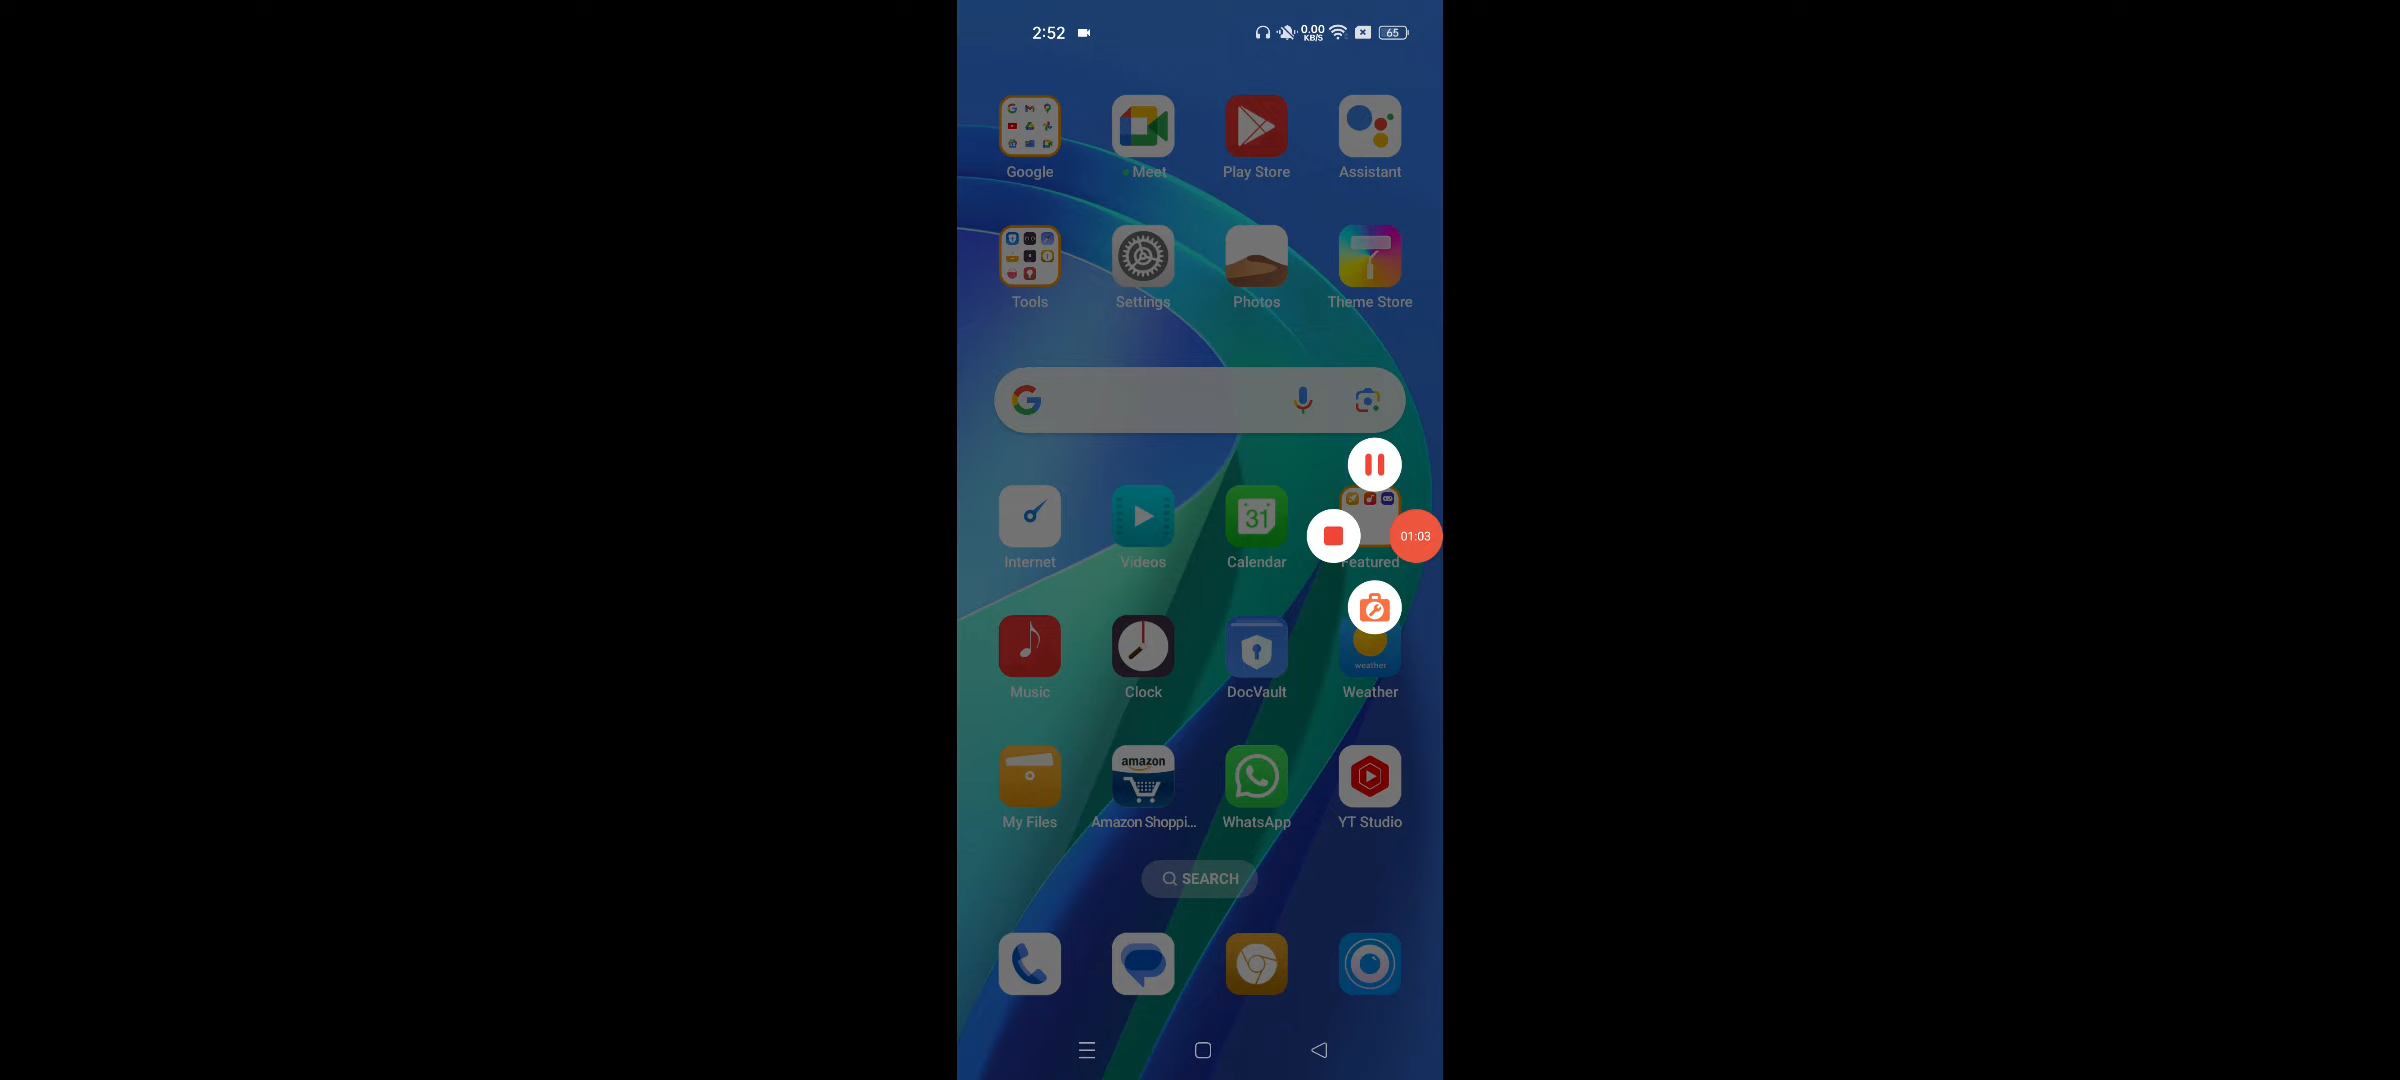 2:52 0.00 KB/S 65
Google Meet Play Store Assistant
Tools Settings Photos Theme Store
31
01:03
Internet Videos Calendar Featured
weather
Music Clock DocVault Weather
amazon
My Files Amazon Shoppi... WhatsApp YT Studio
SEARCH